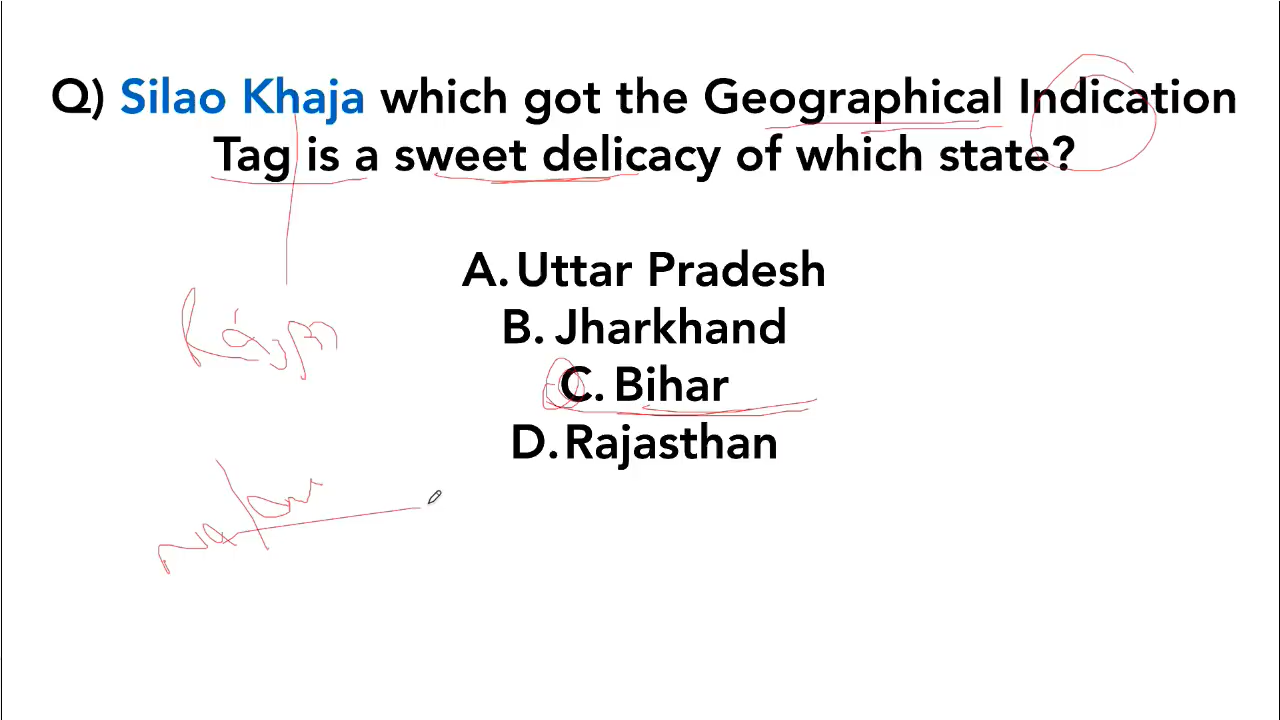 Q) Silao Khaja which got the Geographical Indication
Tag is a sweet delicacy of which state?
A. Uttar Pradesh
B. Jharkhand
C. Bihar
D. Rajasthan